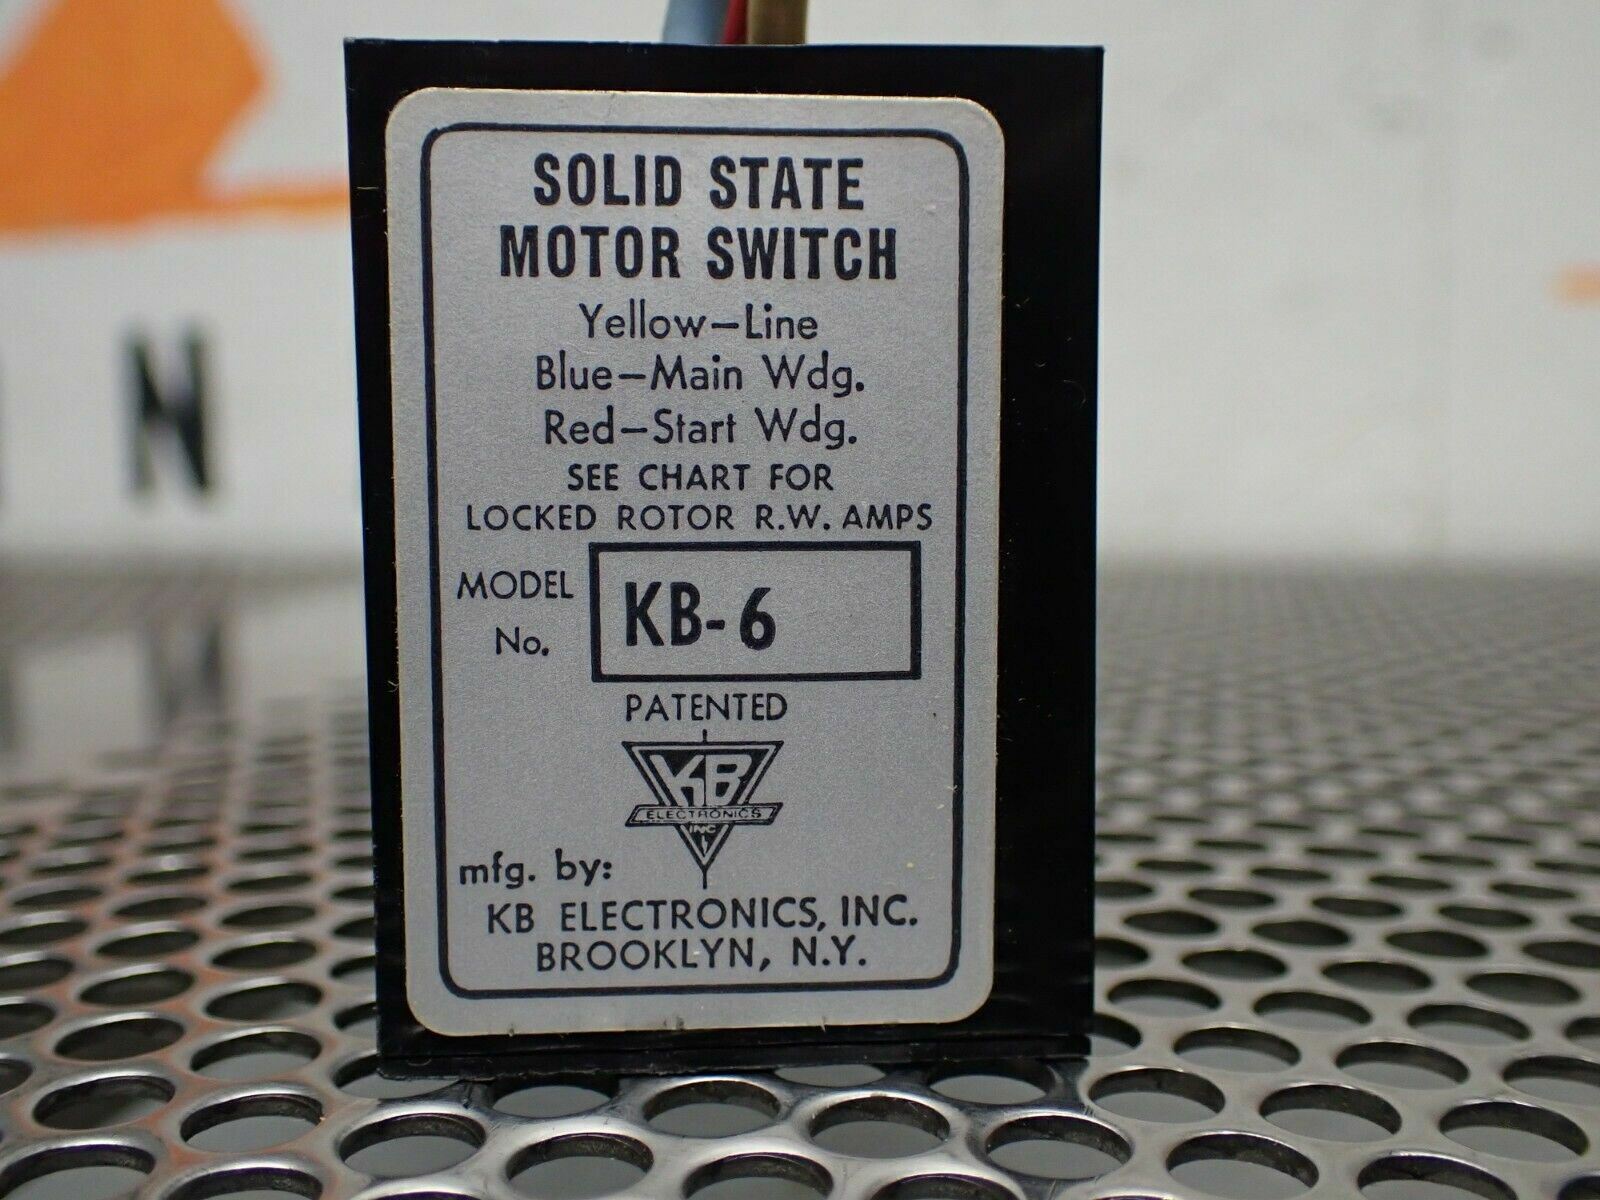 SOLID STATE
MOTOR SWITCH
Yellow–Line
Blue–Main Wdg.
Red–Start Wdg.
SEE CHART FOR
LOCKED ROTOR R.W. AMPS
MODEL
No.
KB-6
PATENTED
KB
ELECTRONICS
INC
mfg. by:
KB ELECTRONICS, INC.
BROOKLYN, N.Y.
N